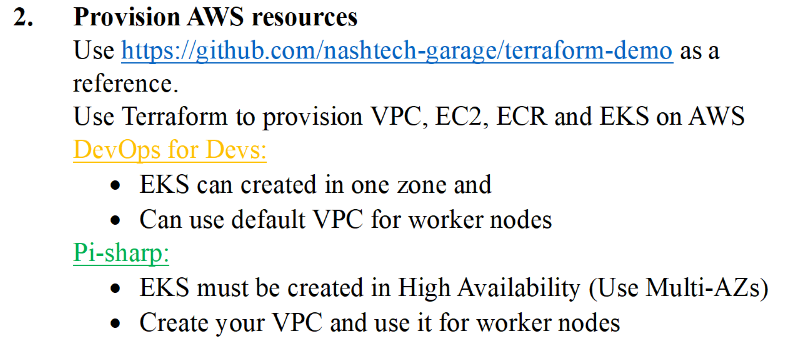 2. Provision AWS resources
Use https://github.com/nashtech-garage/terraform-demo as a
reference.
Use Terraform to provision VPC, EC2, ECR and EKS on AWS
DevOps for Devs:
• EKS can created in one zone and
• Can use default VPC for worker nodes
Pi-sharp:
• EKS must be created in High Availability (Use Multi-AZs)
• Create your VPC and use it for worker nodes